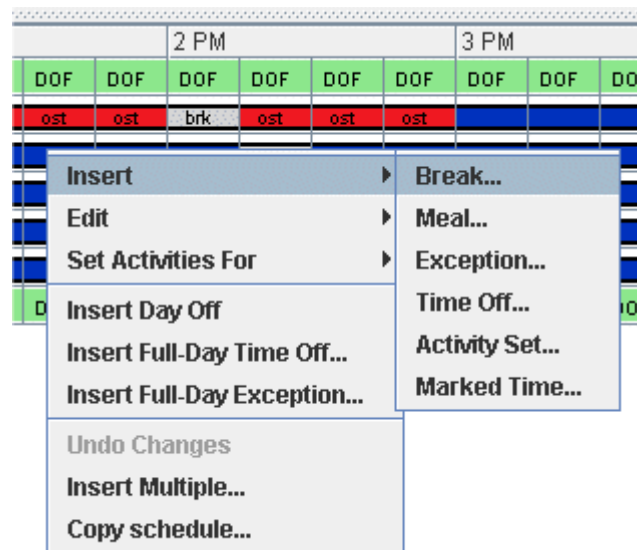 2 PM 3 PM
DOF DOF DOF DOF DOF DOF DOF DOF DO
ost ost brk ost ost ost
Insert Break...
Edit Meal...
Set Activities For Exception...
Insert Day Off Time Off...
Insert Full-Day Time Off... Activity Set...
Insert Full-Day Exception... Marked Time...
Undo Changes
Insert Multiple...
Copy schedule...